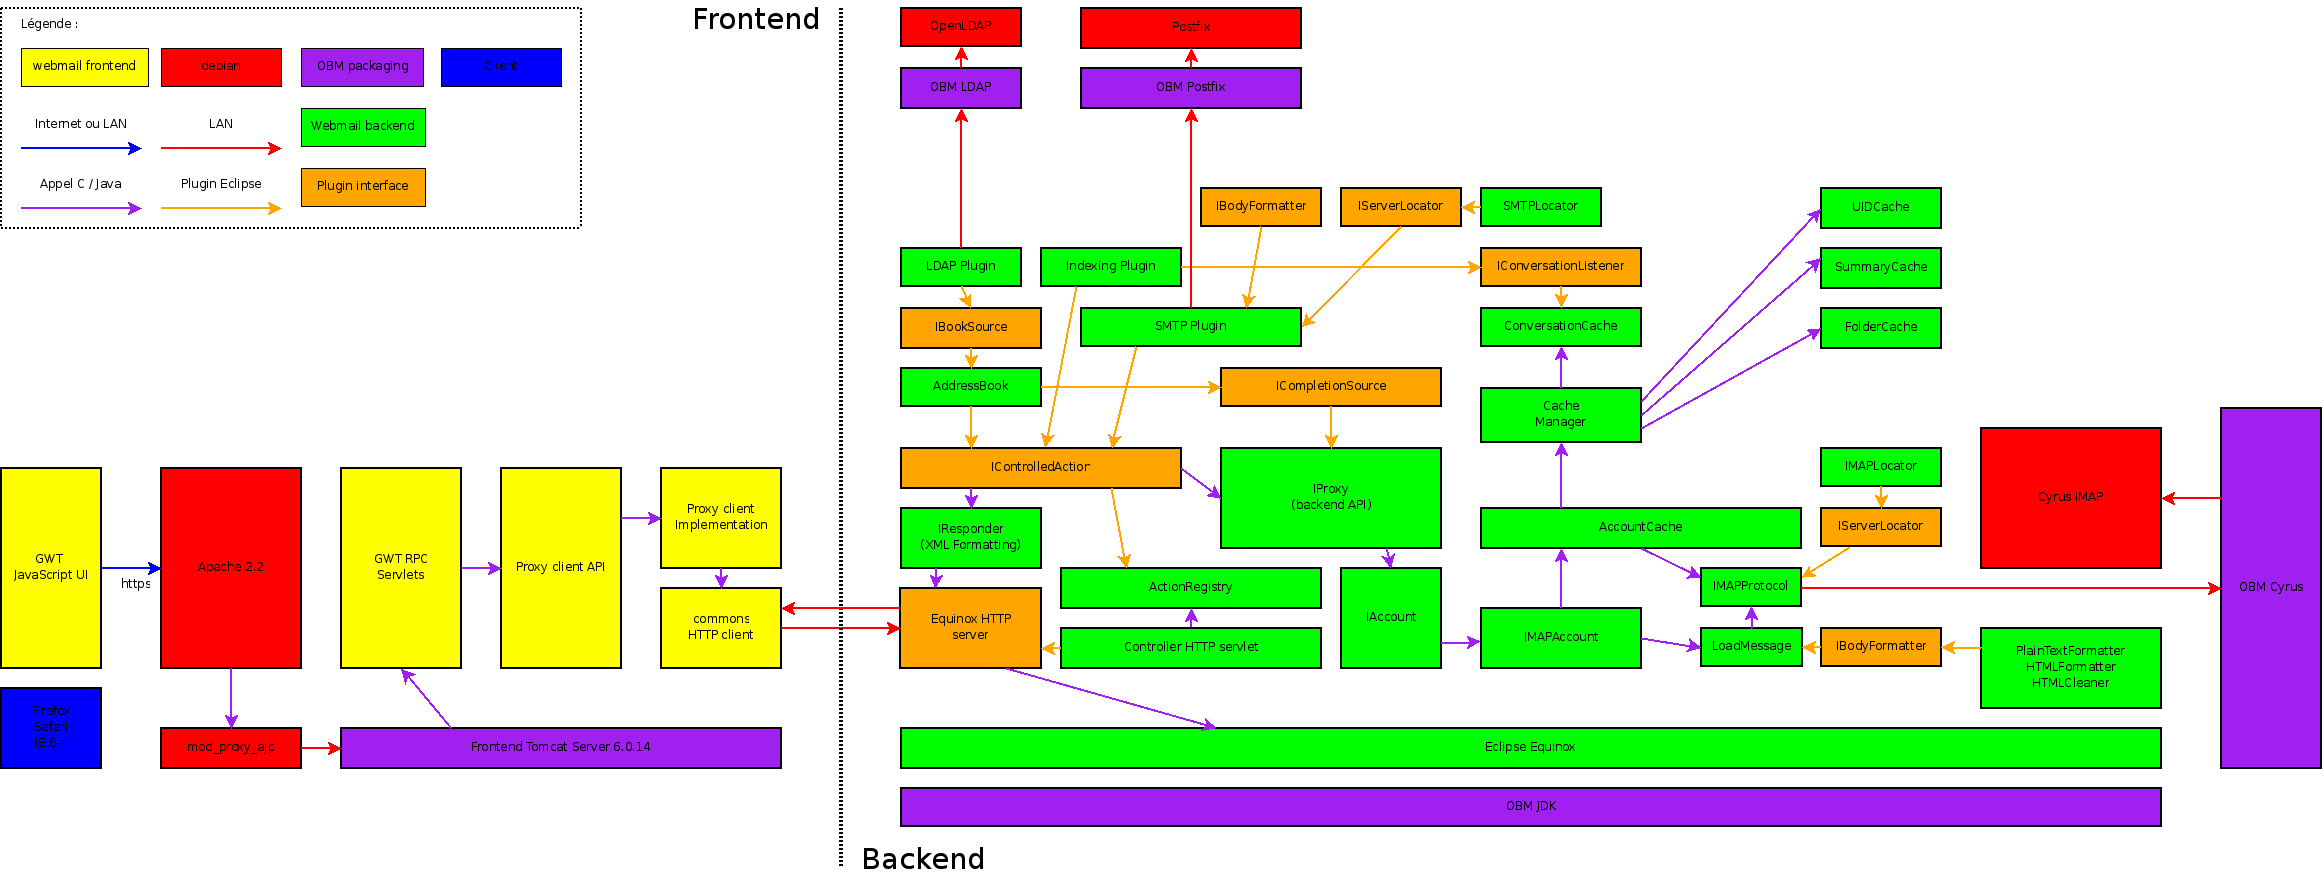 Légende :
webmail frontend
debian
OBM packaging
Client
Internet ou LAN
LAN
Webmail backend
Appel C / Java
Plugin Eclipse
Plugin interface
Frontend
OpenLDAP
Postfix
OBM LDAP
OBM Postfix
IBodyFormatter
IServerLocator
SMTPLocator
UIDCache
LDAP Plugin
Indexing Plugin
IConversationListener
SummaryCache
IBookSource
SMTP Plugin
ConversationCache
FolderCache
AddressBook
ICompletionSource
Cache
Manager
IControlledAction
IProxy
(backend API)
IMAPLocator
Cyrus IMAP
IResponder
(XML Formatting)
AccountCache
IServerLocator
GWT
JavaScript UI
https
Apache 2.2
GWT RPC
Servlets
Proxy client API
Proxy client
Implementation
commons
HTTP client
Equinox HTTP
server
ActionRegistry
Controller HTTP servlet
IAccount
IMAPAccount
IMAPProtocol
LoadMessage
IBodyFormatter
PlainTextFormatter
HTMLFormatter
HTMLCleaner
OBM Cyrus
Firefox
Safari
IE 6+
mod_proxy_ajp
Frontend Tomcat Server 6.0.14
Eclipse Equinox
OBM JDK
Backend